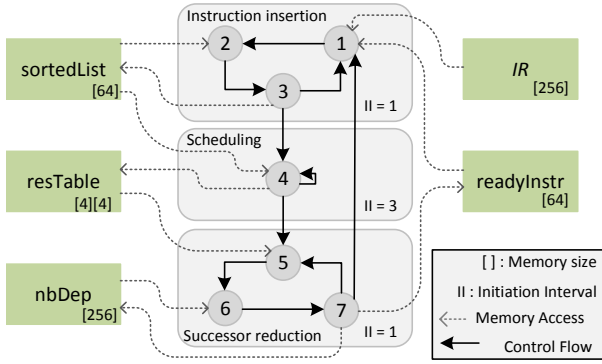 Instruction insertion
2
1
3
II = 1
Scheduling
4
II = 3
5
6
7
Successor reduction
II = 1
sortedList
[64]
resTable
[4][4]
nbDep
[256]
IR
[256]
readyInstr
[64]
[ ] : Memory size
II : Initiation Interval
Memory Access
Control Flow